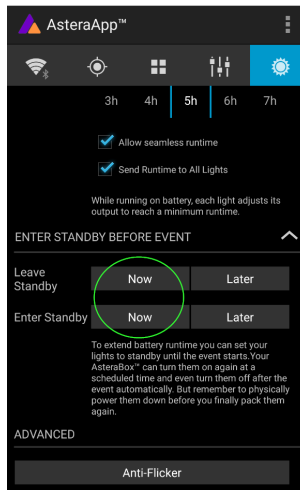 AsteraApp™
3h 4h 5h 6h 7h
Allow seamless runtime
Send Runtime to All Lights
While running on battery, each light adjusts its
output to reach a minimum runtime.
ENTER STANDBY BEFORE EVENT
Leave
Standby
Now
Later
Enter Standby
Now
Later
To extend battery runtime you can set your
lights to standby until the event starts.Your
AsteraBox™ can turn them on again at a
scheduled time and even turn them off after the
event automatically. But remember to physically
power them down before you finally pack them
again.
ADVANCED
Anti-Flicker